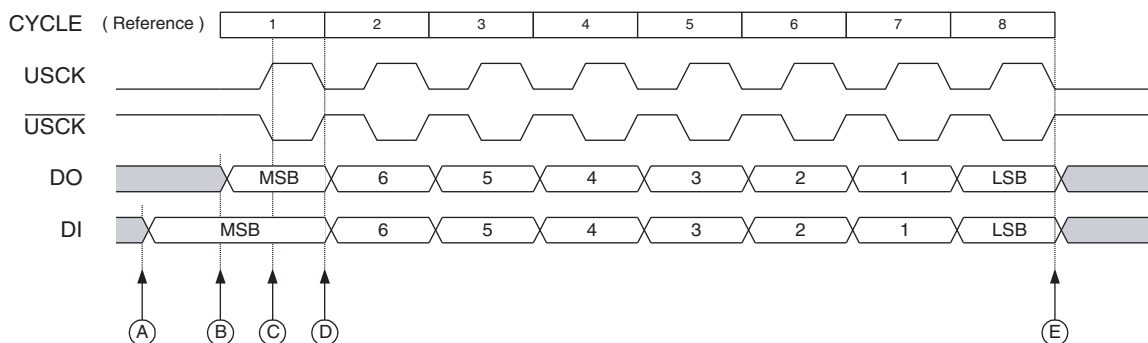 CYCLE ( Reference ) 1 2 3 4 5 6 7 8
USCK
U̅S̅C̅K̅
DO MSB 6 5 4 3 2 1 LSB
DI MSB 6 5 4 3 2 1 LSB
A B C D E